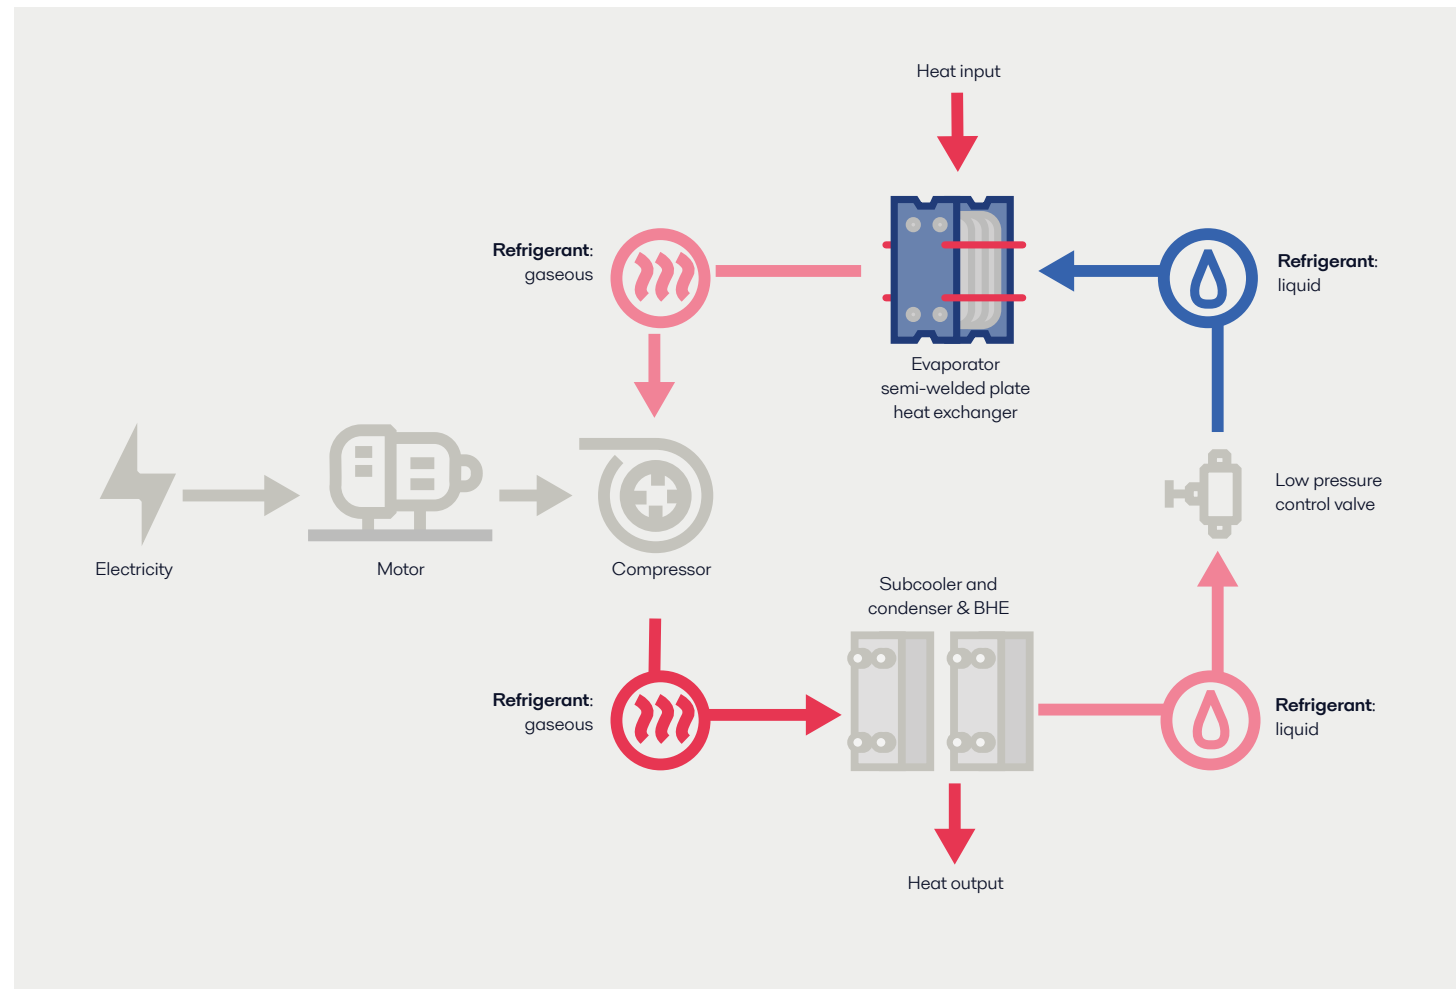 Heat input
Refrigerant:
gaseous
Refrigerant:
liquid
Evaporator
semi-welded plate
heat exchanger
Low pressure
control valve
Electricity
Motor
Compressor
Subcooler and
condenser & BHE
Refrigerant:
gaseous
Refrigerant:
liquid
Heat output